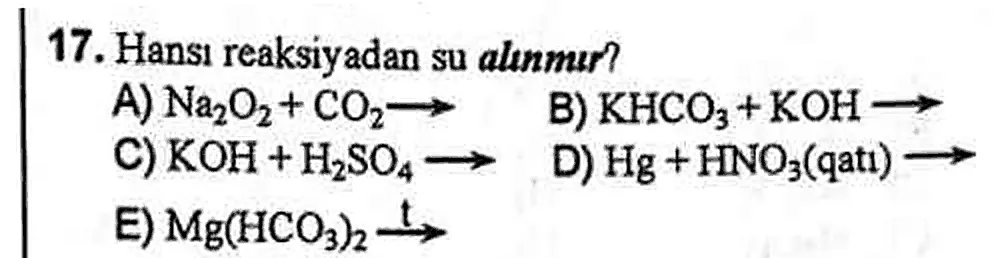 17. Hansı reaksiyadan su alınmır?
A) Na₂O₂ + CO₂ ⟶ B) KHCO₃ + KOH ⟶
C) KOH + H₂SO₄ ⟶ D) Hg + HNO₃(qatı) ⟶
E) Mg(HCO₃)₂ —t→